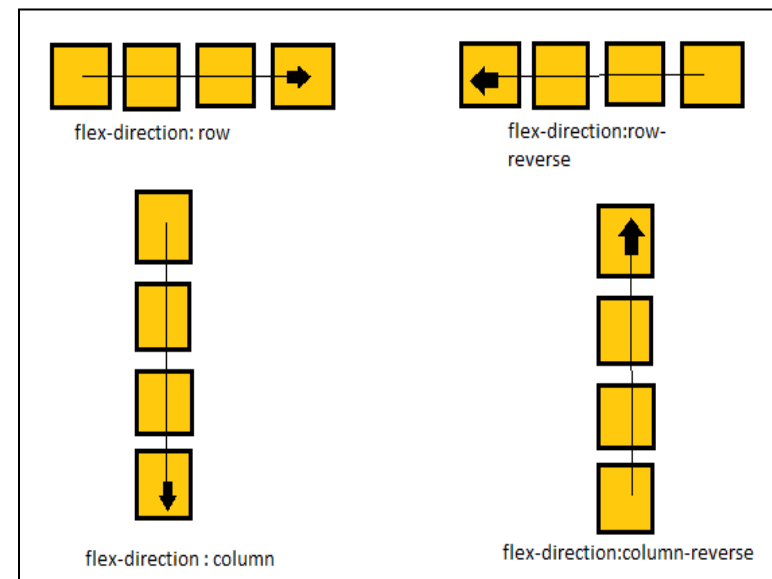 flex-direction: row
flex-direction:row-
reverse
flex-direction : column
flex-direction:column-reverse